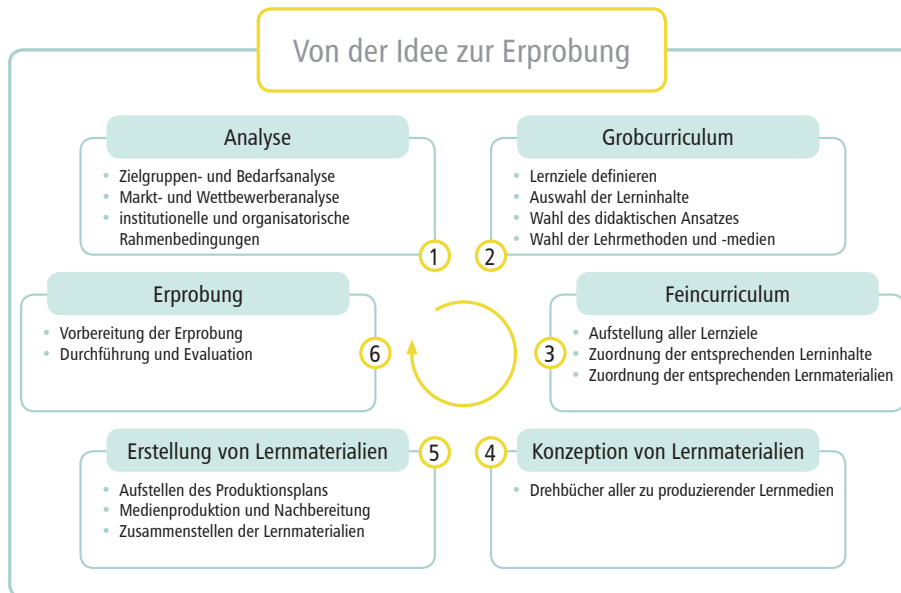 Von der Idee zur Erprobung
Analyse
• Zielgruppen- und Bedarfsanalyse
• Markt- und Wettbewerberanalyse
• institutionelle und organisatorische
Rahmenbedingungen
1
Grobcurriculum
• Lernziele definieren
• Auswahl der Lerninhalte
• Wahl des didaktischen Ansatzes
• Wahl der Lehrmethoden und -medien
2
Feincurriculum
• Aufstellung aller Lernziele
• Zuordnung der entsprechenden Lerninhalte
• Zuordnung der entsprechenden Lernmaterialien
3
Konzeption von Lernmaterialien
• Drehbücher aller zu produzierender Lernmedien
4
Erstellung von Lernmaterialien
• Aufstellen des Produktionsplans
• Medienproduktion und Nachbereitung
• Zusammenstellen der Lernmaterialien
5
Erprobung
• Vorbereitung der Erprobung
• Durchführung und Evaluation
6